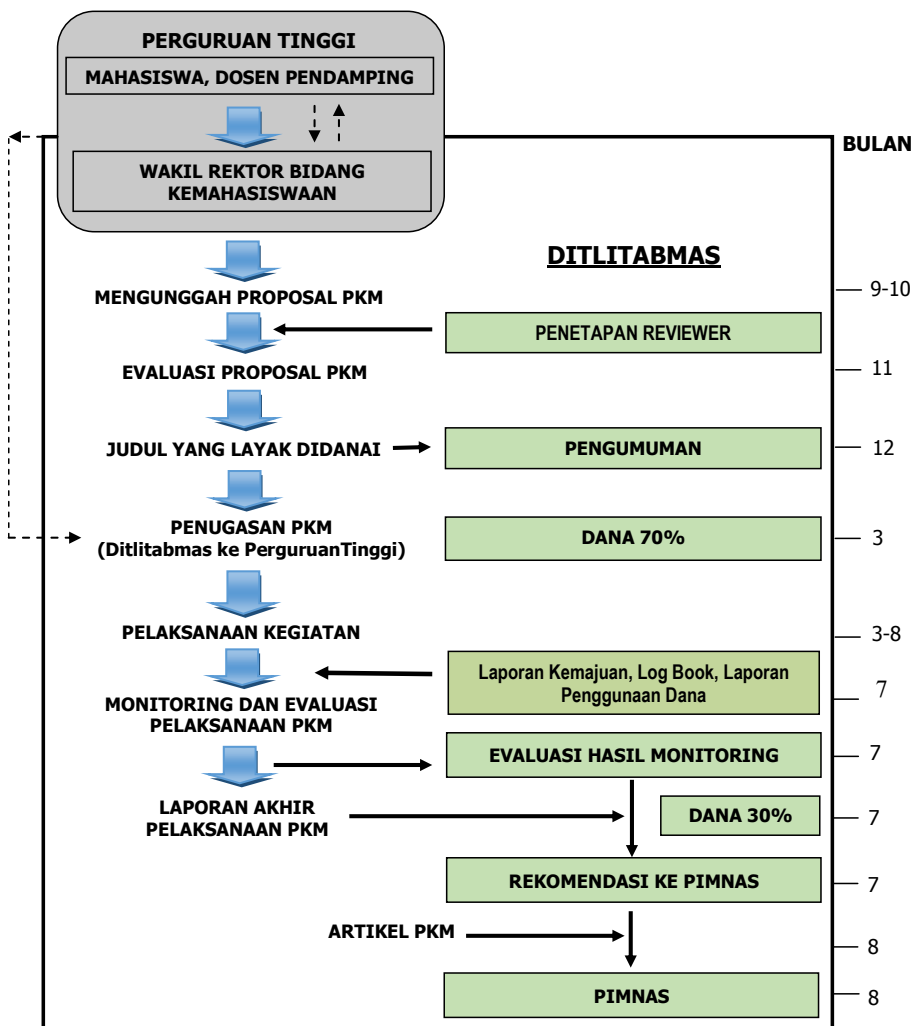 PERGURUAN TINGGI
MAHASISWA, DOSEN PENDAMPING
BULAN
WAKIL REKTOR BIDANG
KEMAHASISWAAN
DITLITABMAS
MENGUNGGAH PROPOSAL PKM
9-10
PENETAPAN REVIEWER
EVALUASI PROPOSAL PKM
11
JUDUL YANG LAYAK DIDANAI
PENGUMUMAN
12
PENUGASAN PKM
(Ditlitabmas ke PerguruanTinggi)
DANA 70%
3
PELAKSANAAN KEGIATAN
3-8
Laporan Kemajuan, Log Book, Laporan
Penggunaan Dana
7
MONITORING DAN EVALUASI
PELAKSANAAN PKM
EVALUASI HASIL MONITORING
7
LAPORAN AKHIR
PELAKSANAAN PKM
DANA 30%
7
REKOMENDASI KE PIMNAS
7
ARTIKEL PKM
8
PIMNAS
8